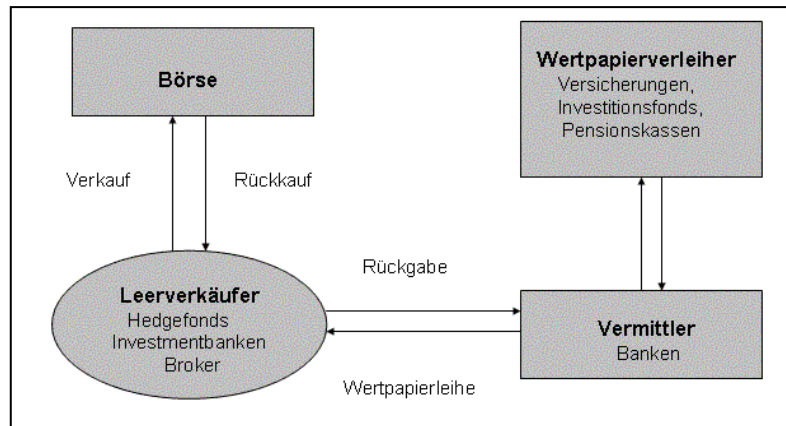 Börse
Wertpapierverleiher
Versicherungen,
Investitionsfonds,
Pensionskassen
Verkauf
Rückkauf
Leerverkäufer
Hedgefonds
Investmentbanken
Broker
Rückgabe
Wertpapierleihe
Vermittler
Banken